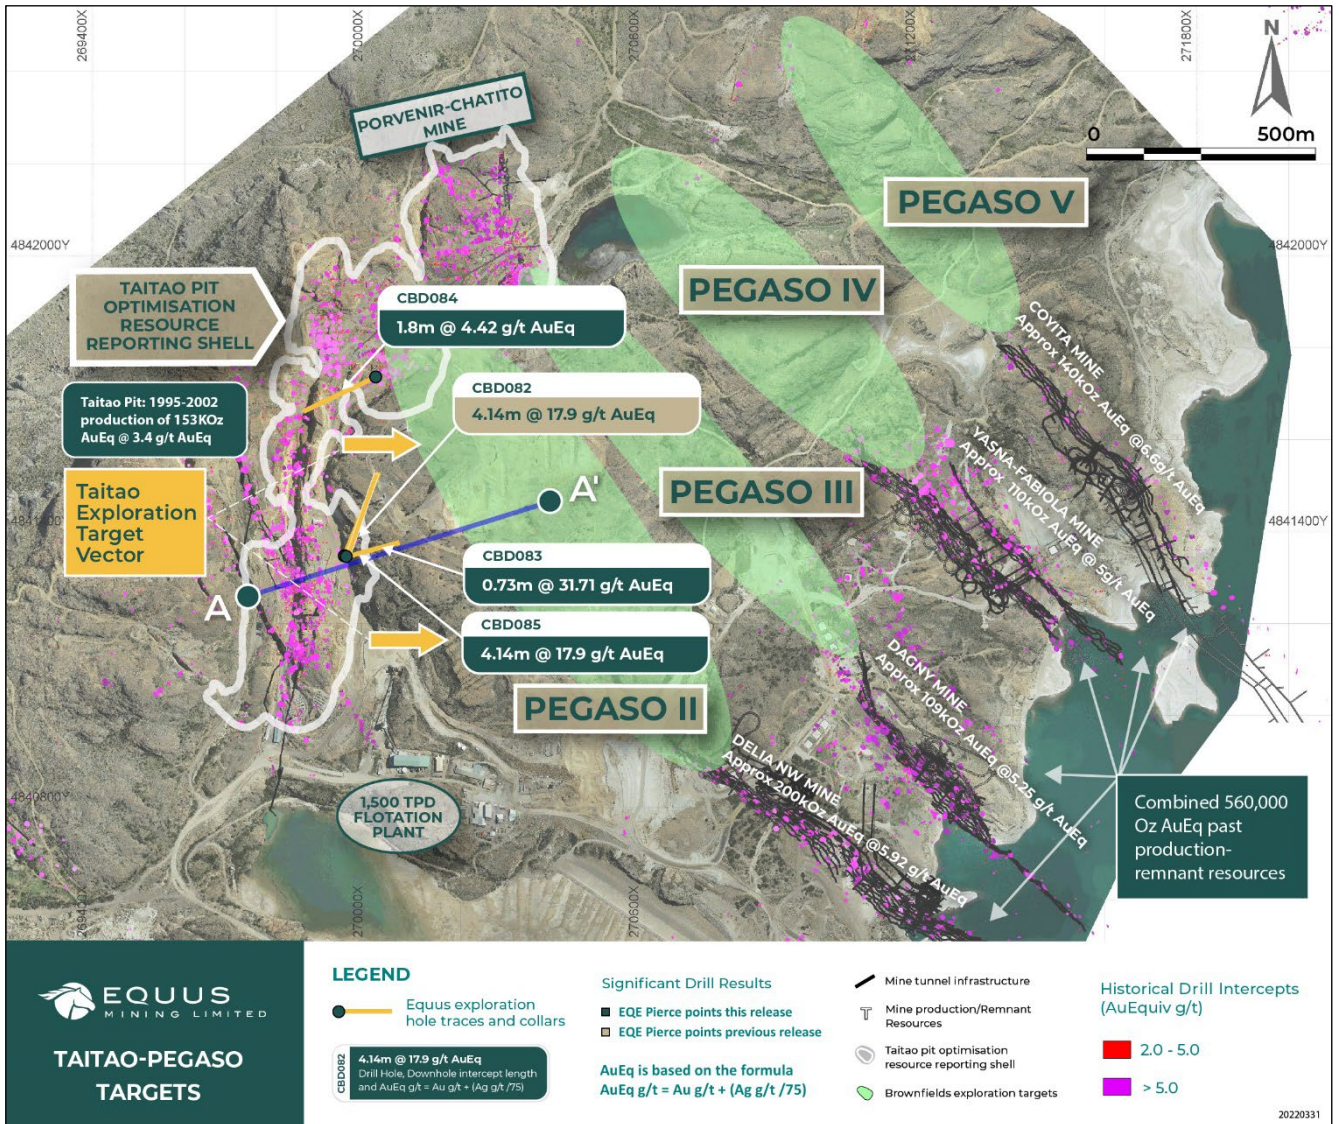 269400X
270000X
270600X
271200X
271800X
N
0 500m
PORVENIR-CHATITO
MINE
PEGASO V
4842000Y
4842000Y
TAITAO PIT
OPTIMISATION
RESOURCE
REPORTING SHELL
PEGASO IV
CBD084
1.8m @ 4.42 g/t AuEq
COYITA MINE
Approx 140kOz AuEq @6.6g/t AuEq
Taitao Pit: 1995-2002
production of 153KOz
AuEq @ 3.4 g/t AuEq
CBD082
4.14m @ 17.9 g/t AuEq
YASNA-FABIOLA MINE
Approx 110kOz AuEq @ 5g/t AuEq
Taitao
Exploration
Target
Vector
PEGASO III
A'
4841400Y
CBD083
0.73m @ 31.71 g/t AuEq
A
CBD085
4.14m @ 17.9 g/t AuEq
DAGNY MINE
Approx 109kOz AuEq @5.25 g/t AuEq
PEGASO II
DELIA NW MINE
Approx 200kOz AuEq @5.92 g/t AuEq
4840800Y
1,500 TPD
FLOTATION
PLANT
Combined 560,000
Oz AuEq past
production-
remnant resources
269400X
270000X
270600X
EQUUS
MINING LIMITED
TAITAO-PEGASO
TARGETS
LEGEND
Equus exploration
hole traces and collars
CBD082
4.14m @ 17.9 g/t AuEq
Drill Hole, Downhole intercept length
and AuEq g/t = Au g/t + (Ag g/t /75)
Significant Drill Results
EQE Pierce points this release
EQE Pierce points previous release
AuEq is based on the formula
AuEq g/t = Au g/t + (Ag g/t /75)
Mine tunnel infrastructure
Mine production/Remnant
Resources
Taitao pit optimisation
resource reporting shell
Brownfields exploration targets
Historical Drill Intercepts
(AuEquiv g/t)
2.0 - 5.0
> 5.0
20220331